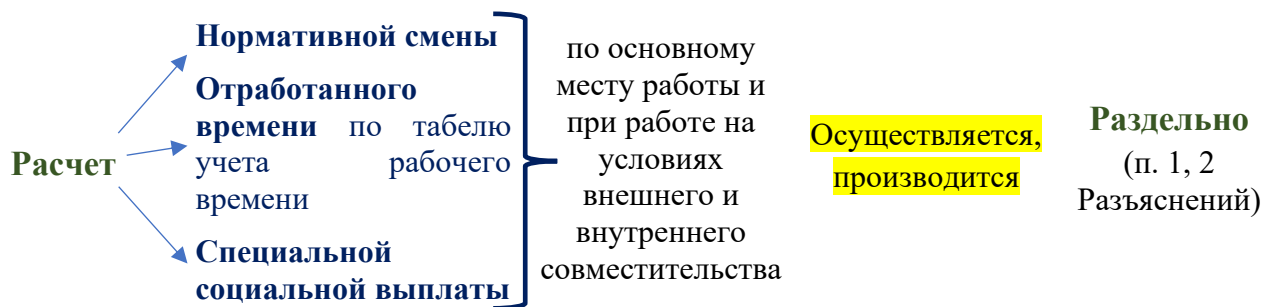 Расчет
Нормативной смены
Отработанного
времени по табелю
учета рабочего
времени
Специальной
социальной выплаты
по основному
месту работы и
при работе на
условиях
внешнего и
внутреннего
совместительства
Осуществляется,
производится
Раздельно
(п. 1, 2
Разъяснений)